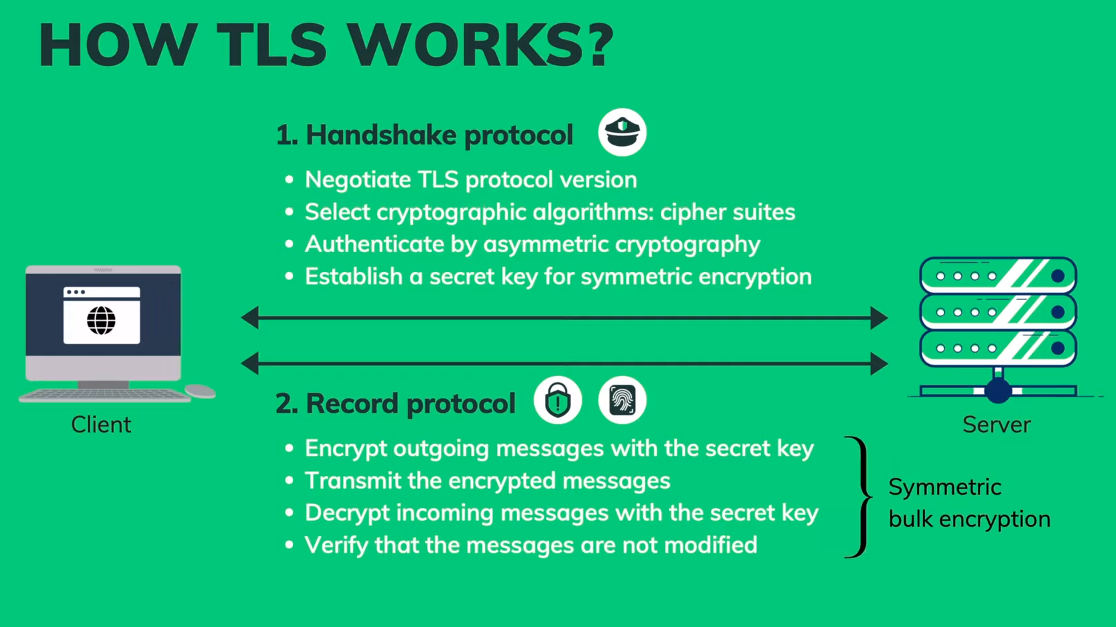 HOW TLS WORKS?
1. Handshake protocol
• Negotiate TLS protocol version
• Select cryptographic algorithms: cipher suites
• Authenticate by asymmetric cryptography
• Establish a secret key for symmetric encryption
Client
Server
2. Record protocol
• Encrypt outgoing messages with the secret key
• Transmit the encrypted messages
• Decrypt incoming messages with the secret key
• Verify that the messages are not modified
Symmetric
bulk encryption